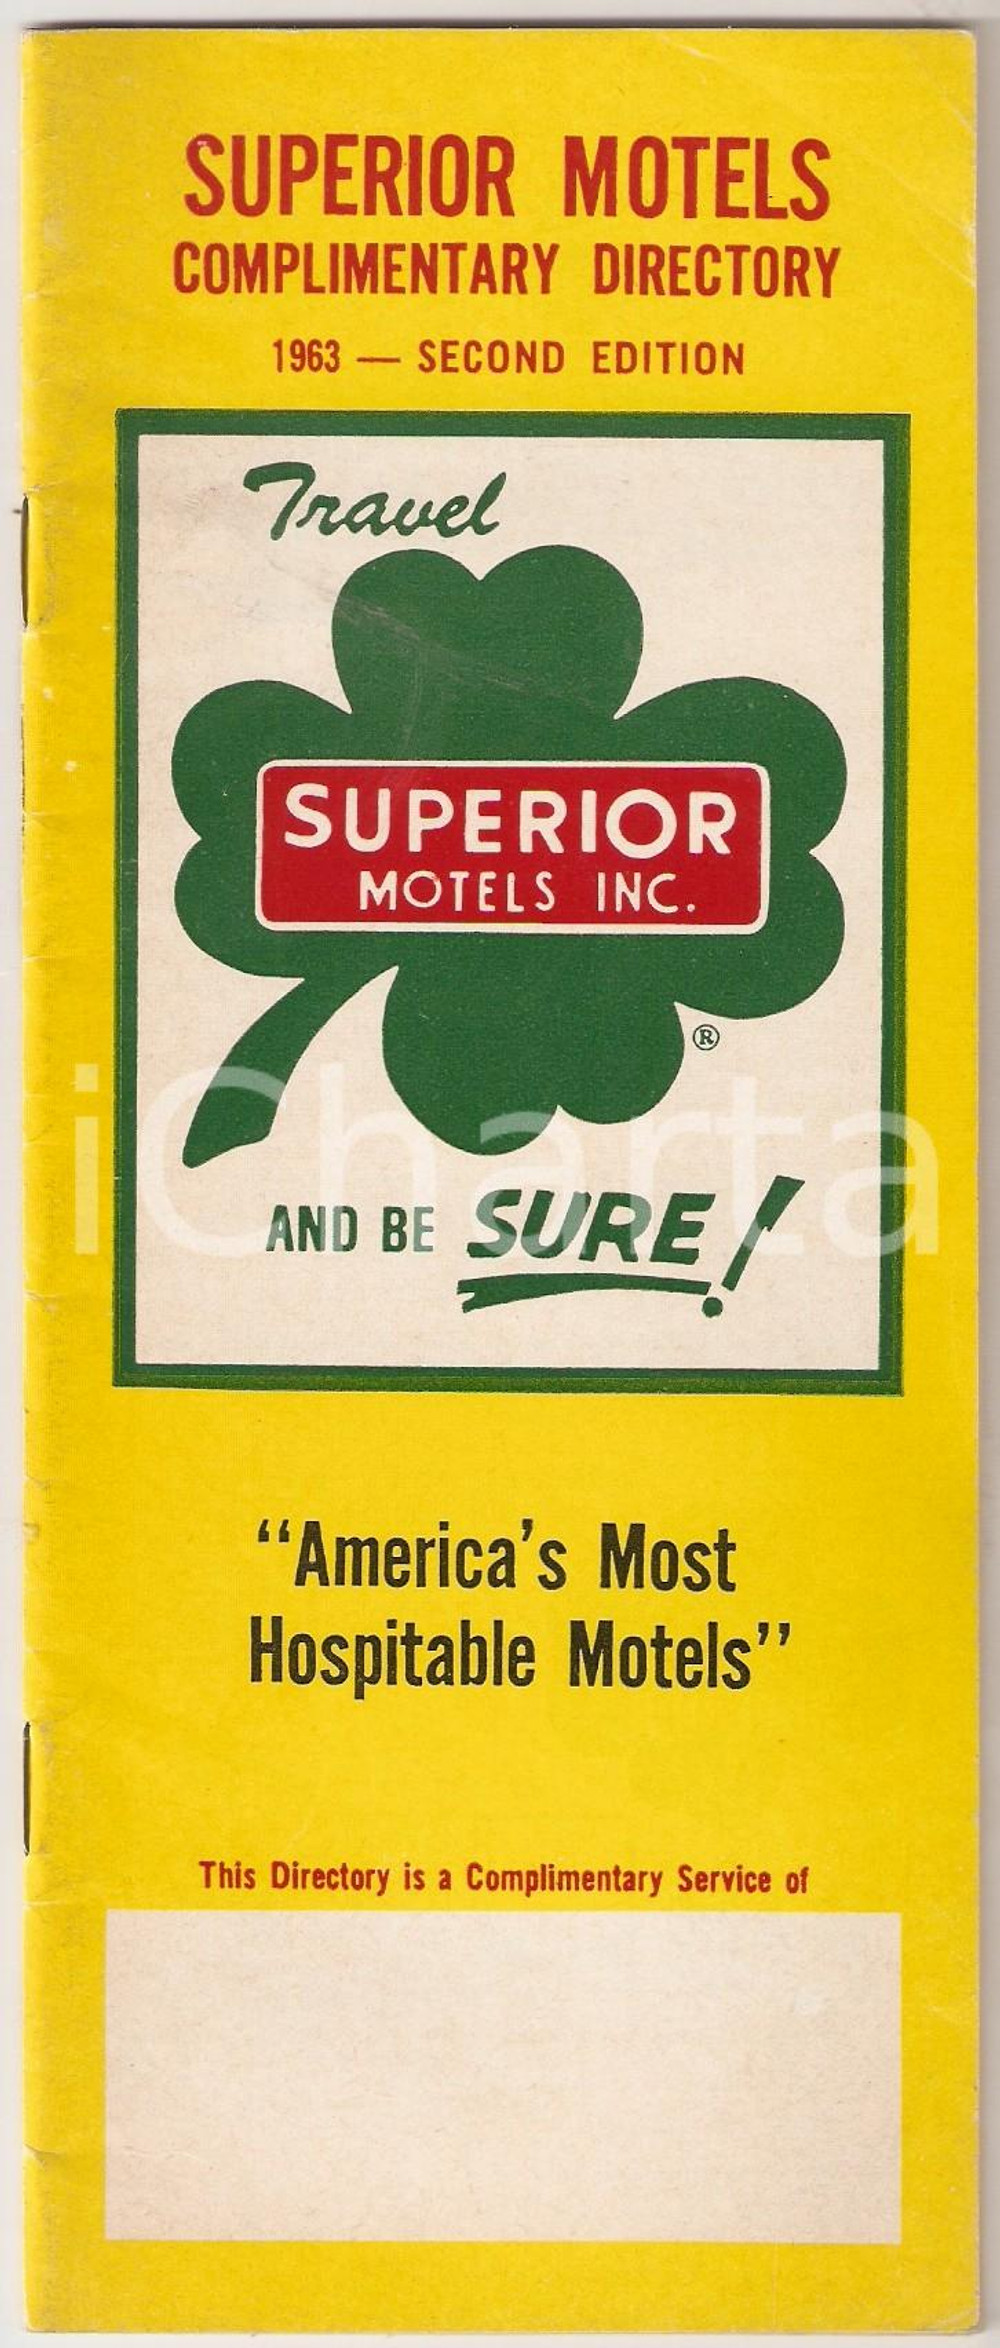 SUPERIOR MOTELS
COMPLIMENTARY DIRECTORY
1963 — SECOND EDITION
Travel
SUPERIOR
MOTELS INC.
®
iCharta
AND BE SURE!
“America’s Most
Hospitable Motels”
This Directory is a Complimentary Service of